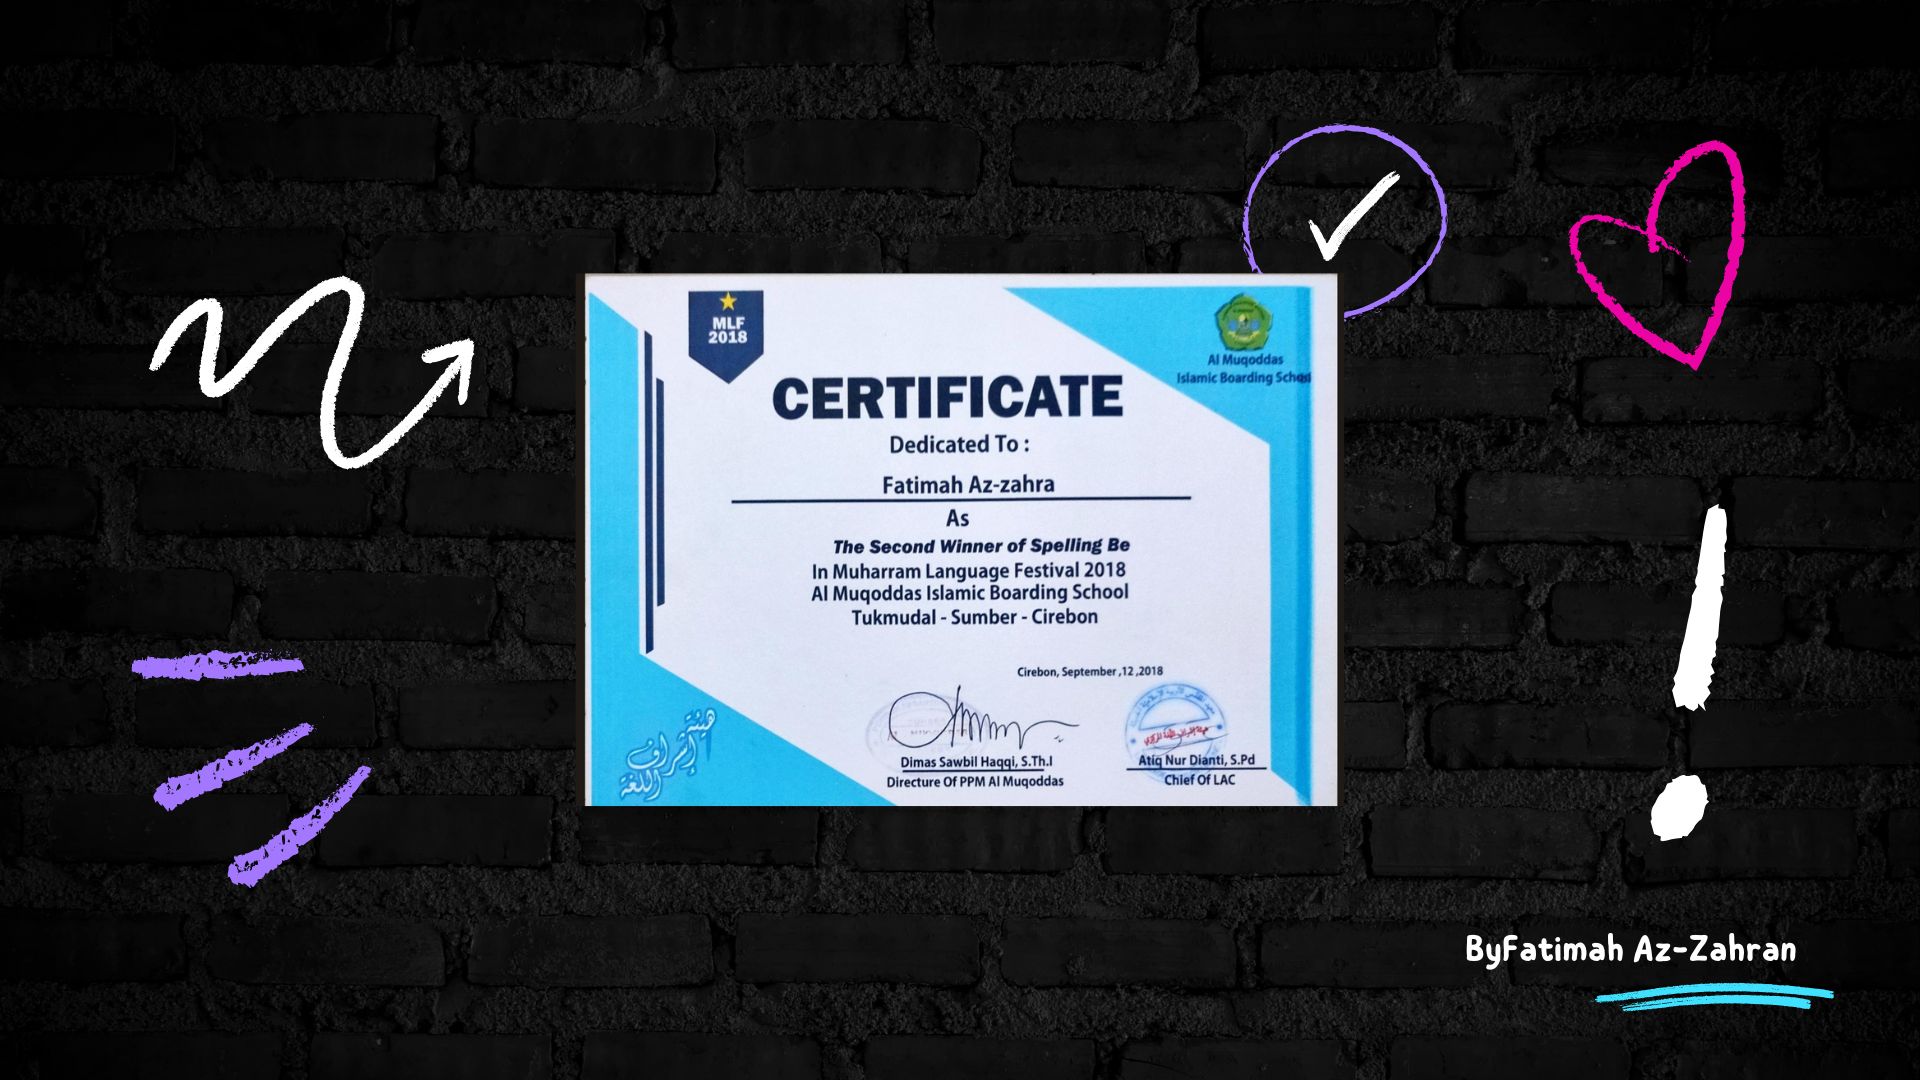 MLF
2018
Al Muqoddas
Islamic Boarding School
CERTIFICATE
Dedicated To :
Fatimah Az-zahra
As
The Second Winner of Spelling Be
In Muharram Language Festival 2018
Al Muqoddas Islamic Boarding School
Tukmudal - Sumber - Cirebon
Cirebon, September ,12 ,2018
Dimas Sawbil Haqqi, S.Th.I
Directure Of PPM Al Muqoddas
Atiq Nur Dianti, S.Pd
Chief Of LAC
هيئة
إشراف
اللغة
ByFatimah Az-Zahran